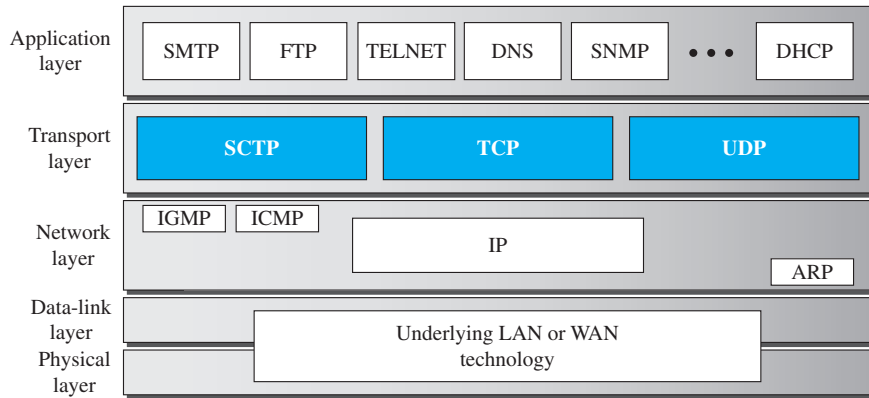 Application
layer
SMTP
FTP
TELNET
DNS
SNMP
• • •
DHCP
Transport
layer
SCTP
TCP
UDP
Network
layer
IGMP
ICMP
IP
ARP
Data-link
layer
Physical
layer
Underlying LAN or WAN
technology